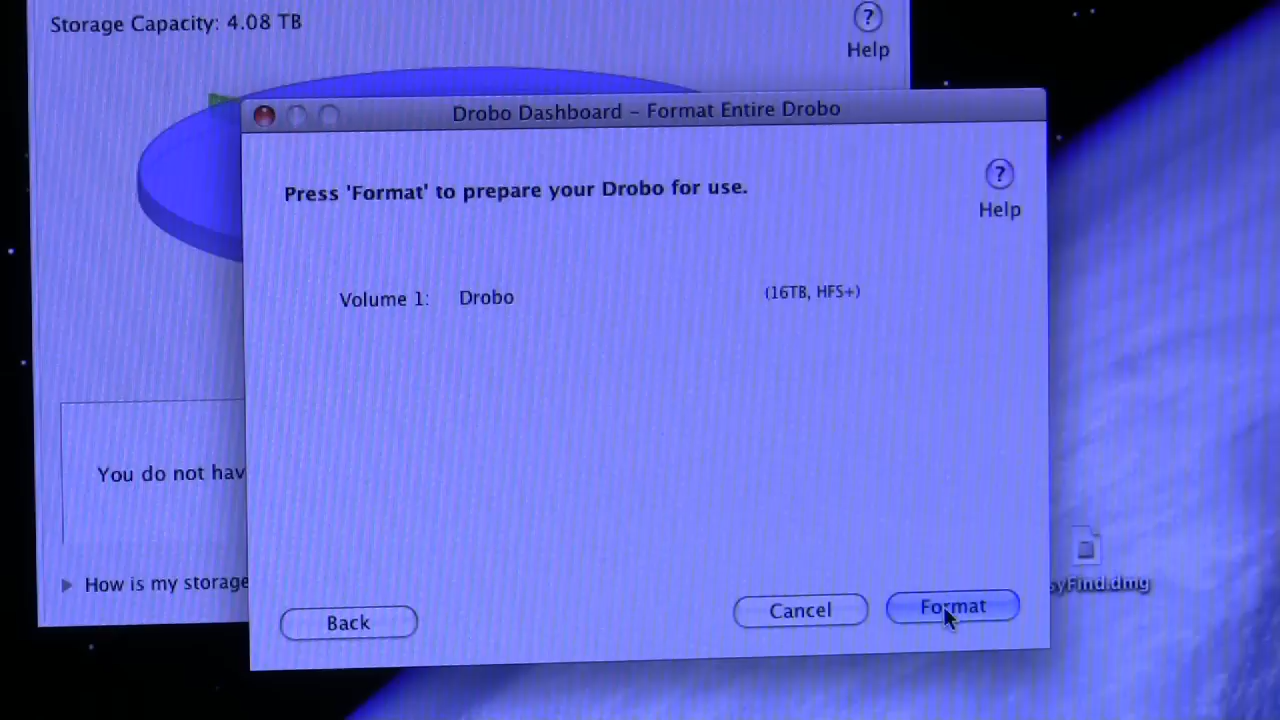 Storage Capacity: 4.08 TB
?
Help
Drobo Dashboard – Format Entire Drobo
Press 'Format' to prepare your Drobo for use.
?
Help
Volume 1: Drobo (16TB, HFS+)
You do not hav
How is my storage
syFind.dmg
Back
Cancel
Format